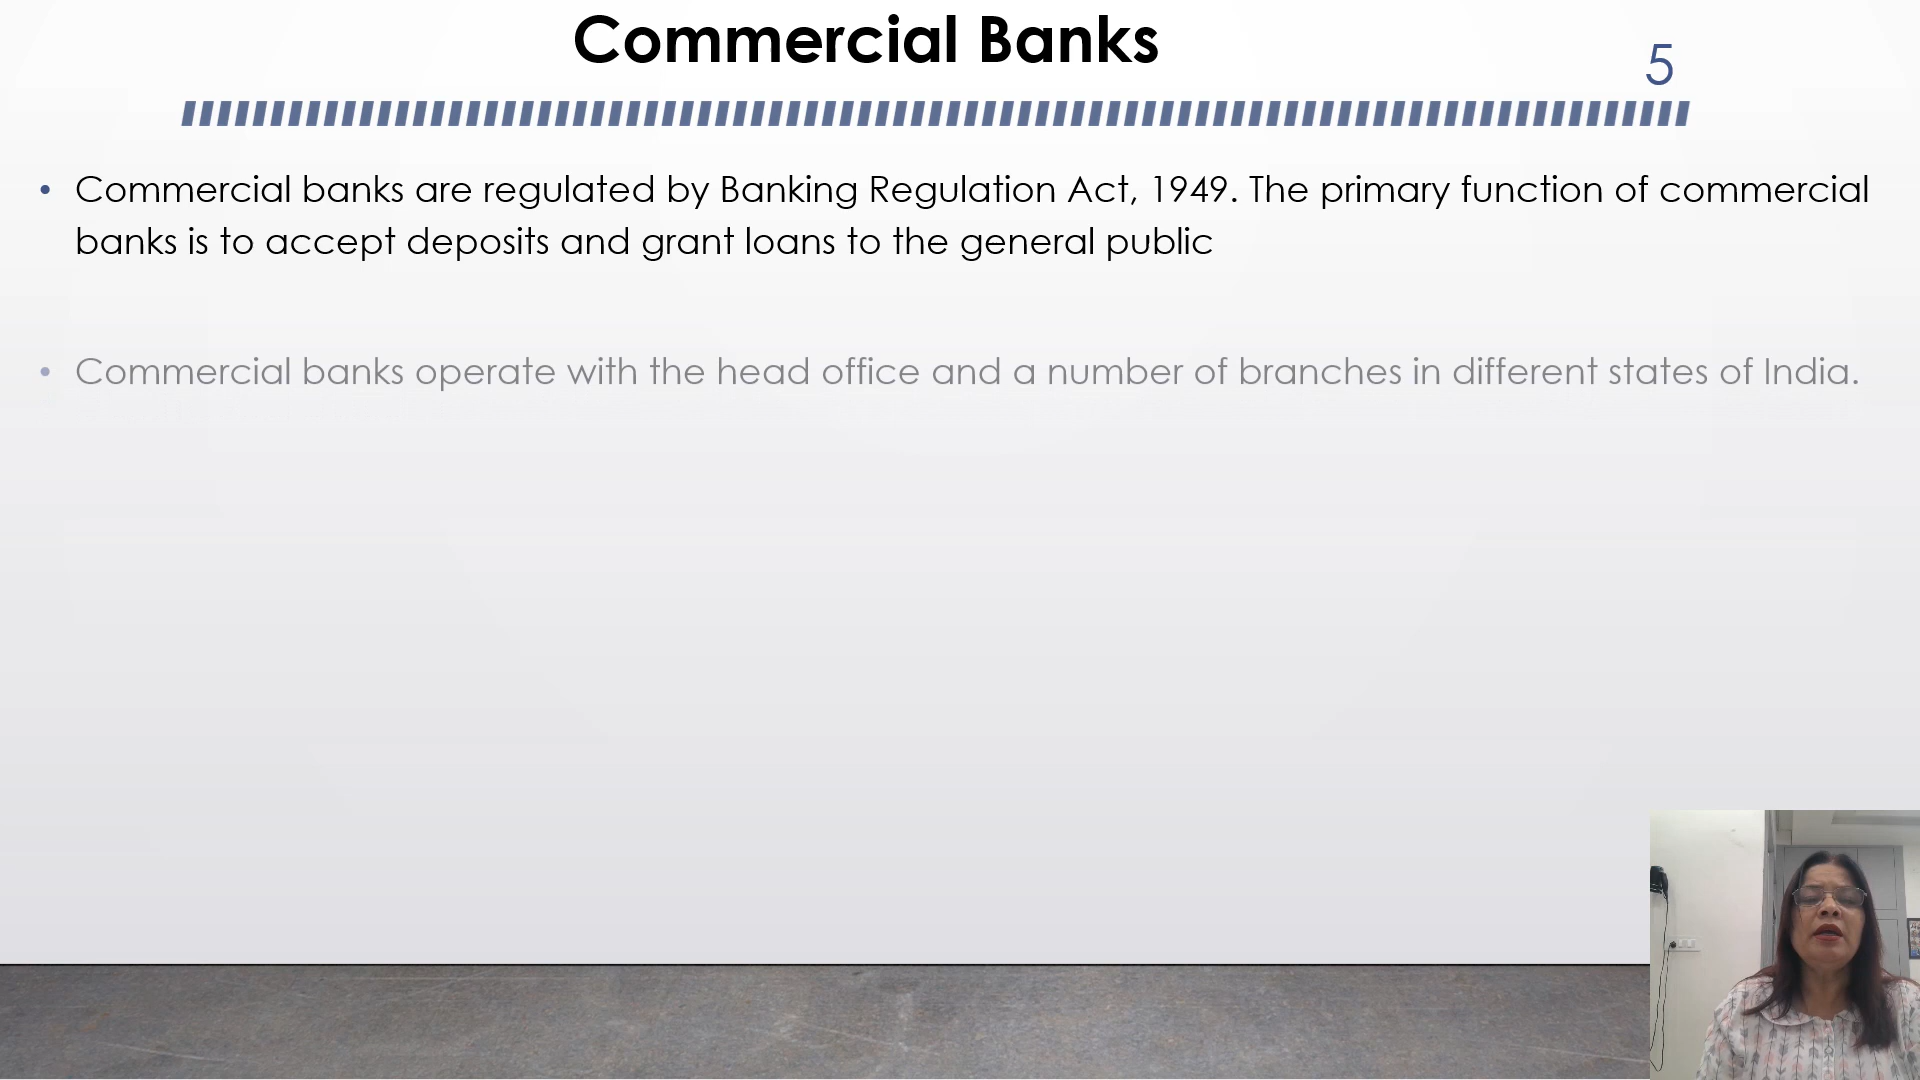 Commercial Banks
5
• Commercial banks are regulated by Banking Regulation Act, 1949. The primary function of commercial
banks is to accept deposits and grant loans to the general public
• Commercial banks operate with the head office and a number of branches in different states of India.